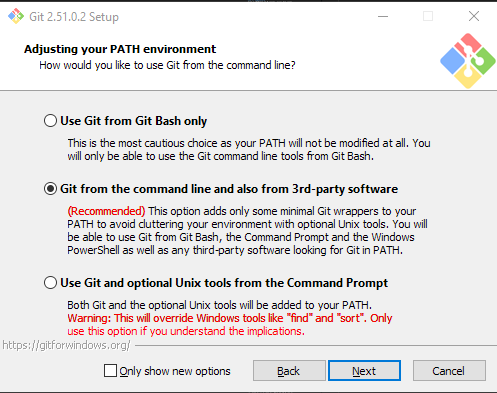 Git 2.51.0.2 Setup
Adjusting your PATH environment
How would you like to use Git from the command line?
Use Git from Git Bash only
This is the most cautious choice as your PATH will not be modified at all. You
will only be able to use the Git command line tools from Git Bash.
Git from the command line and also from 3rd-party software
(Recommended) This option adds only some minimal Git wrappers to your
PATH to avoid cluttering your environment with optional Unix tools. You will
be able to use Git from Git Bash, the Command Prompt and the Windows
PowerShell as well as any third-party software looking for Git in PATH.
Use Git and optional Unix tools from the Command Prompt
Both Git and the optional Unix tools will be added to your PATH.
Warning: This will override Windows tools like "find" and "sort". Only
use this option if you understand the implications.
https://gitforwindows.org/
Only show new options
Back
Next
Cancel